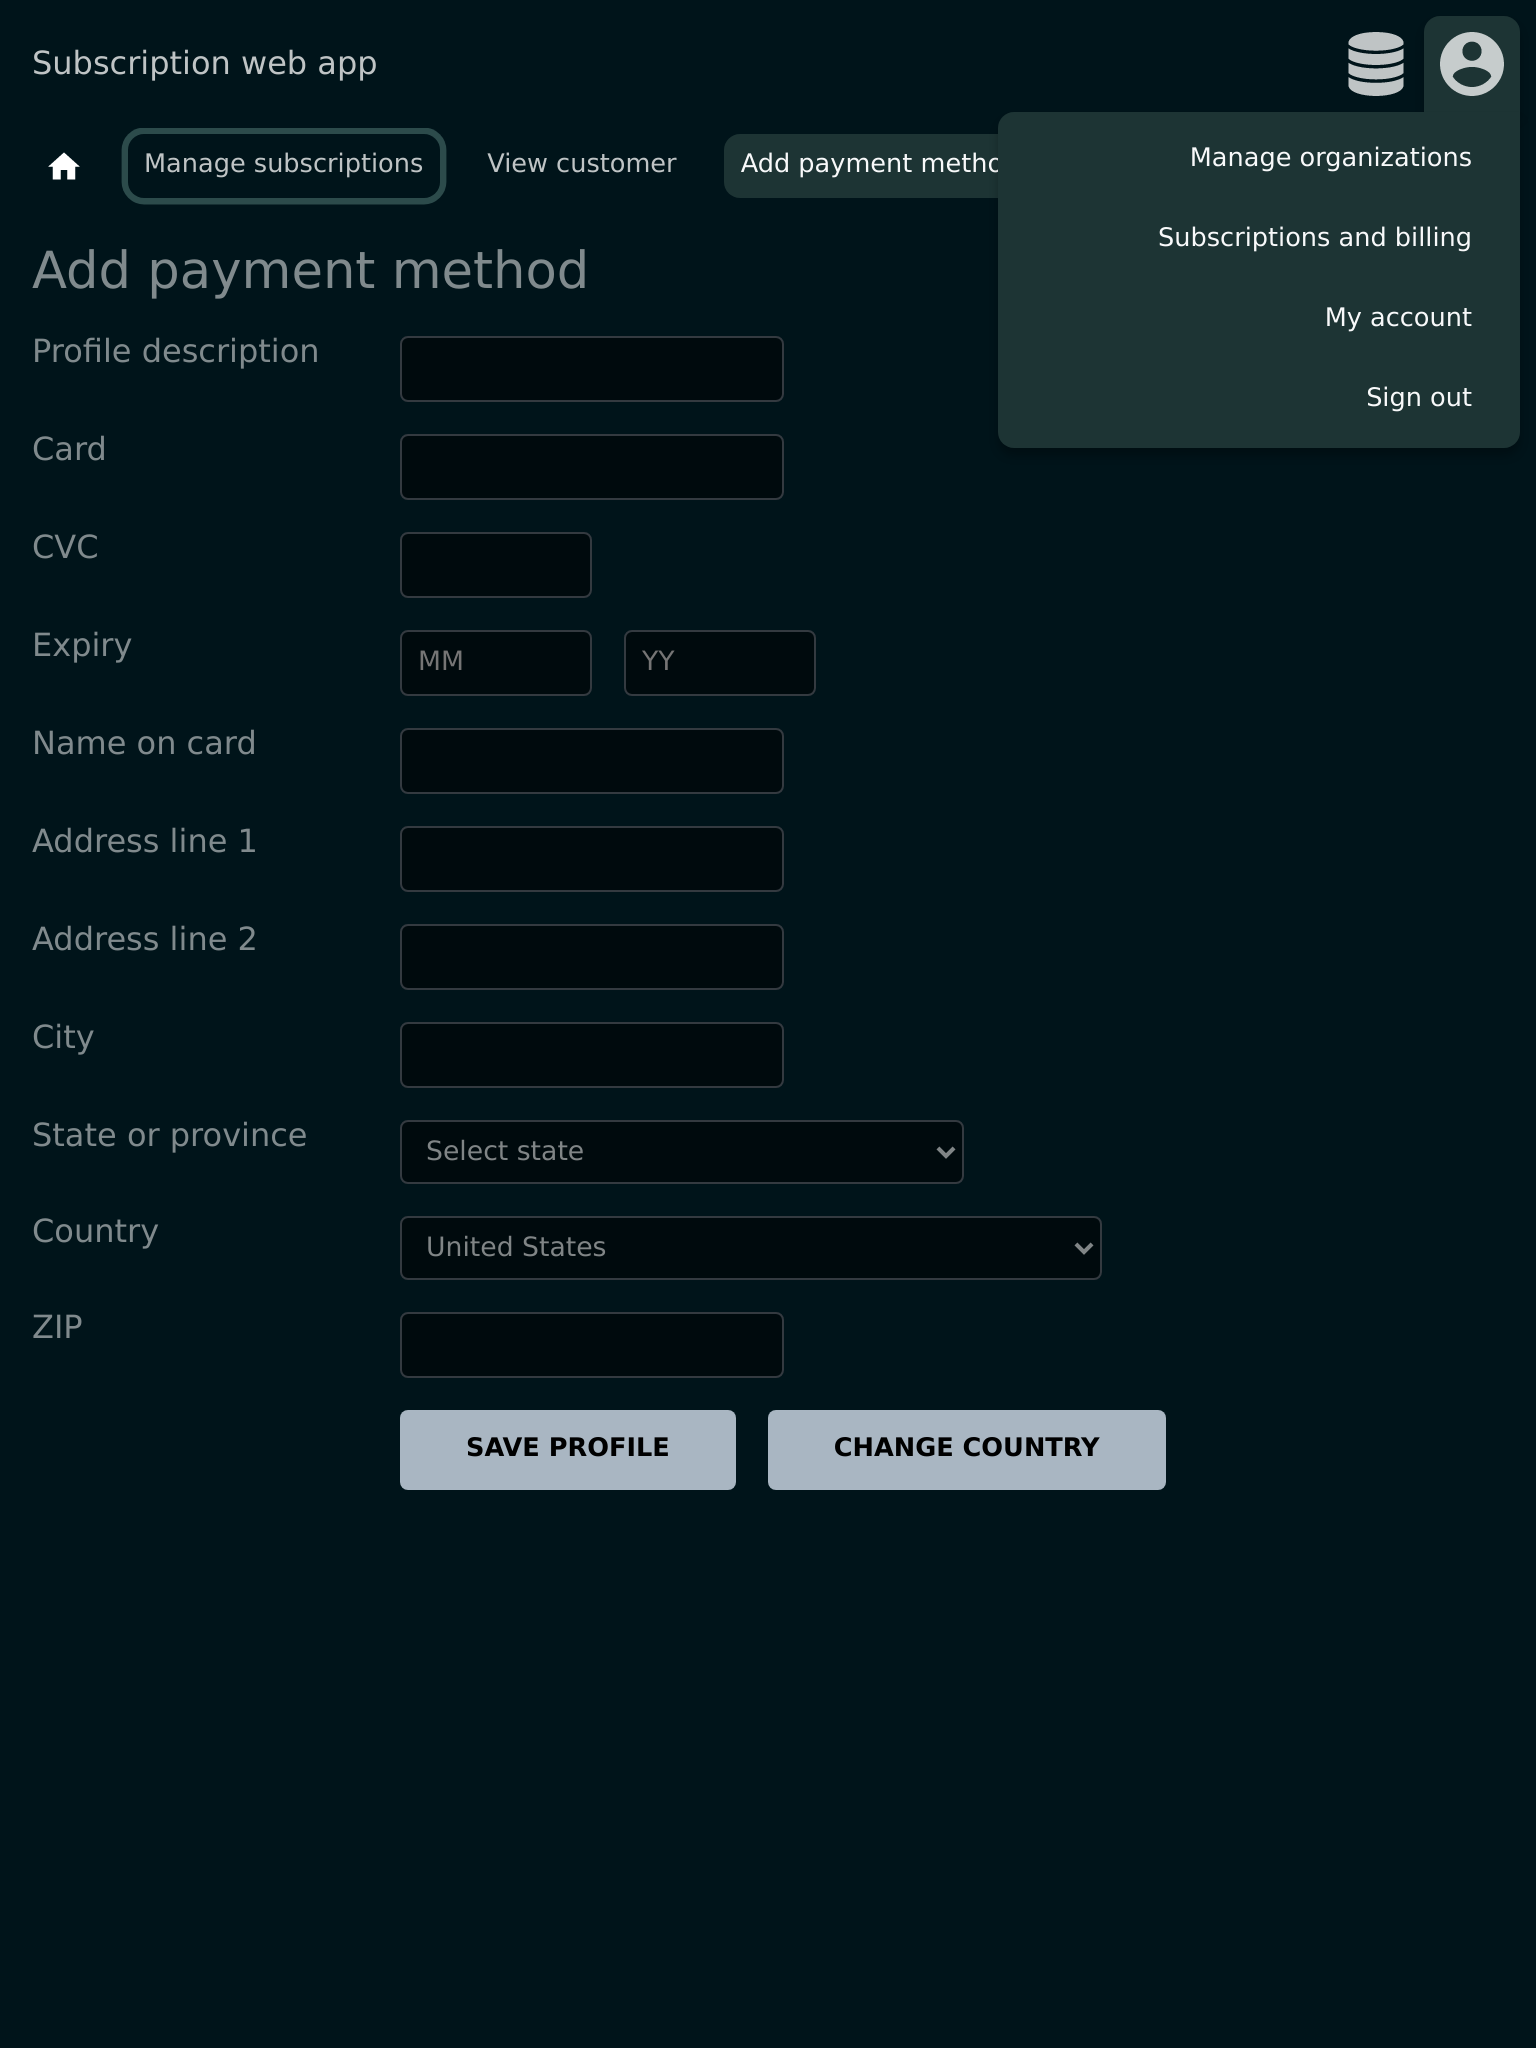 Subscription web app
Manage subscriptions
View customer
Add payment metho
Manage organizations
Subscriptions and billing
My account
Sign out
Add payment method
Profile description
Card
CVC
Expiry
MM
YY
Name on card
Address line 1
Address line 2
City
State or province
Select state
Country
United States
ZIP
SAVE PROFILE
CHANGE COUNTRY